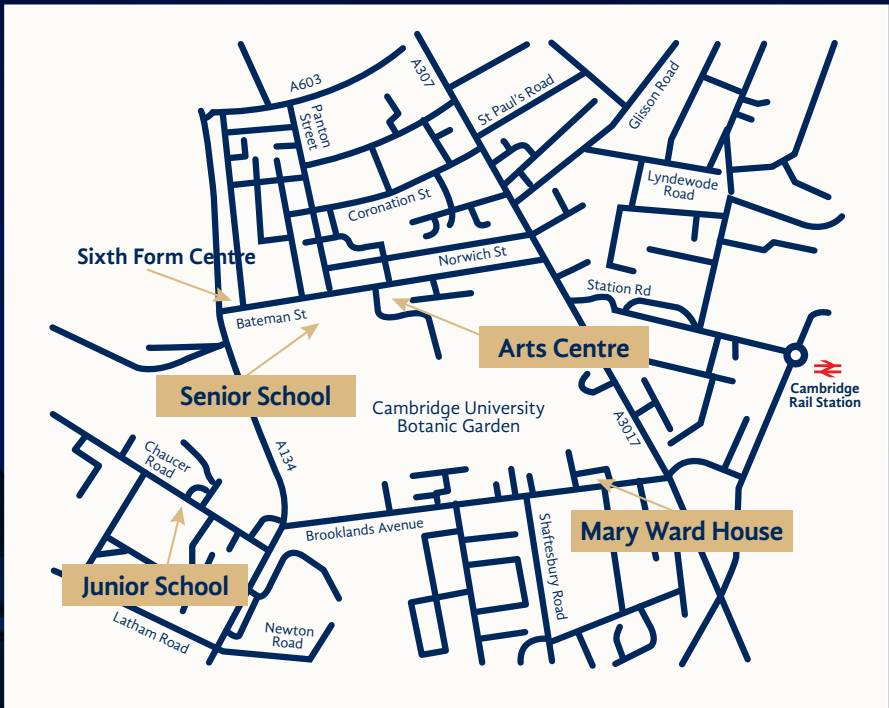 A603
A307
Panton
Street
St Paul's Road
Glisson Road
Lyndewode
Road
Coronation St
Sixth Form Centre
Norwich St
Station Rd
Bateman St
Arts Centre
Cambridge
Rail Station
Senior School
Cambridge University
Botanic Garden
A3017
Chaucer
Road
A134
Brooklands Avenue
Shaftesbury Road
Mary Ward House
Junior School
Latham Road
Newton
Road